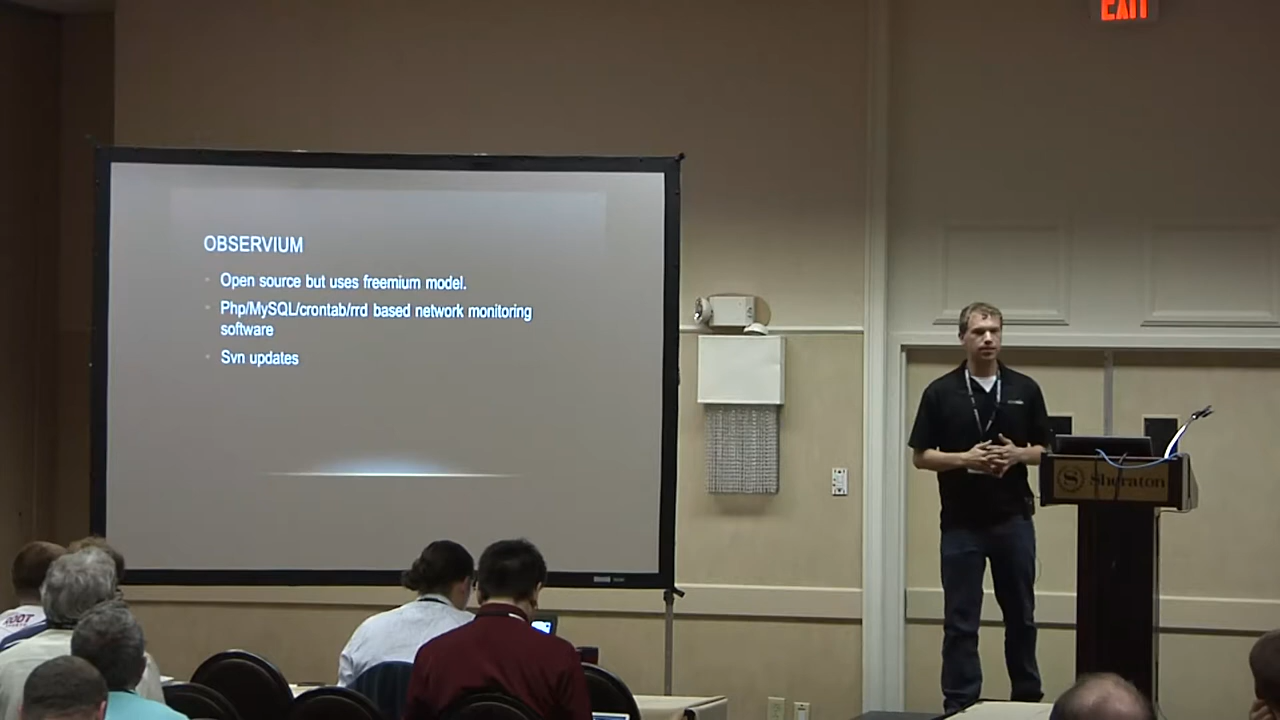 EXIT
OBSERVIUM
Open source but uses freemium model.
Php/MySQL/crontab/rrd based network monitoring
software
Svn updates
Sheraton
ROOT